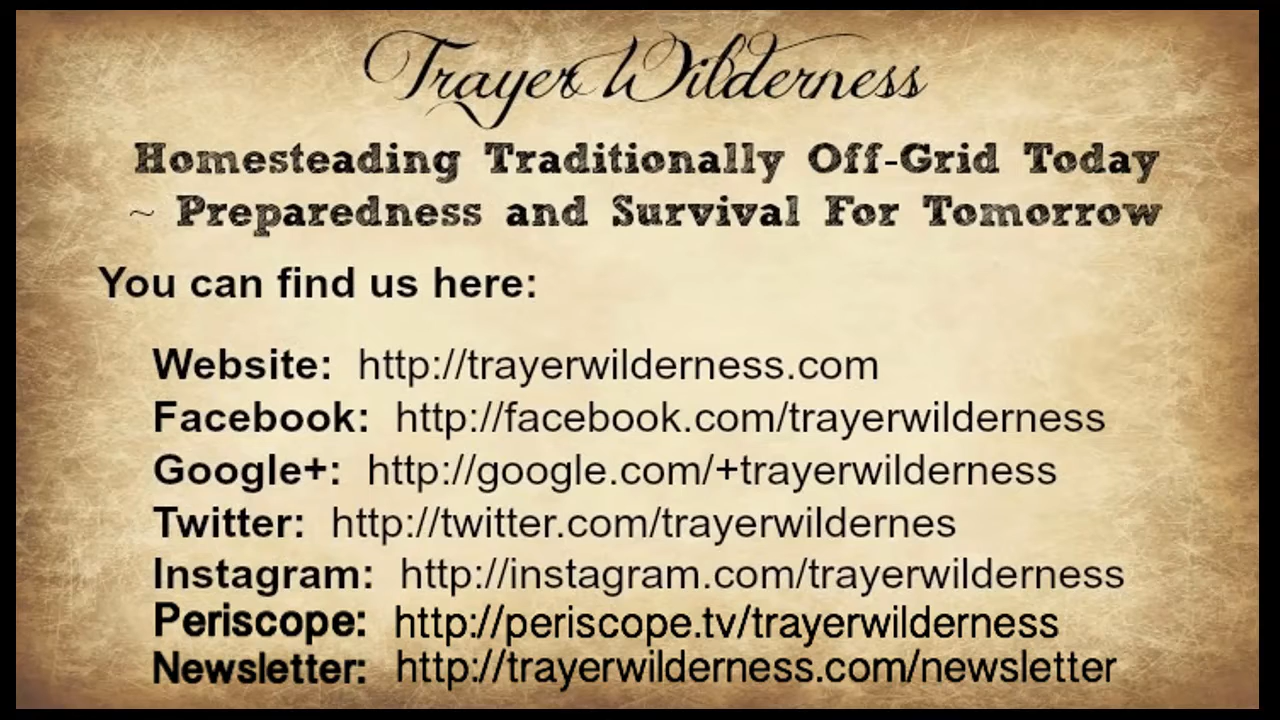 Trayer Wilderness
Homesteading Traditionally Off-Grid Today
~ Preparedness and Survival For Tomorrow
You can find us here:
Website: http://trayerwilderness.com
Facebook: http://facebook.com/trayerwilderness
Google+: http://google.com/+trayerwilderness
Twitter: http://twitter.com/trayerwildernes
Instagram: http://instagram.com/trayerwilderness
Periscope: http://periscope.tv/trayerwilderness
Newsletter: http://trayerwilderness.com/newsletter